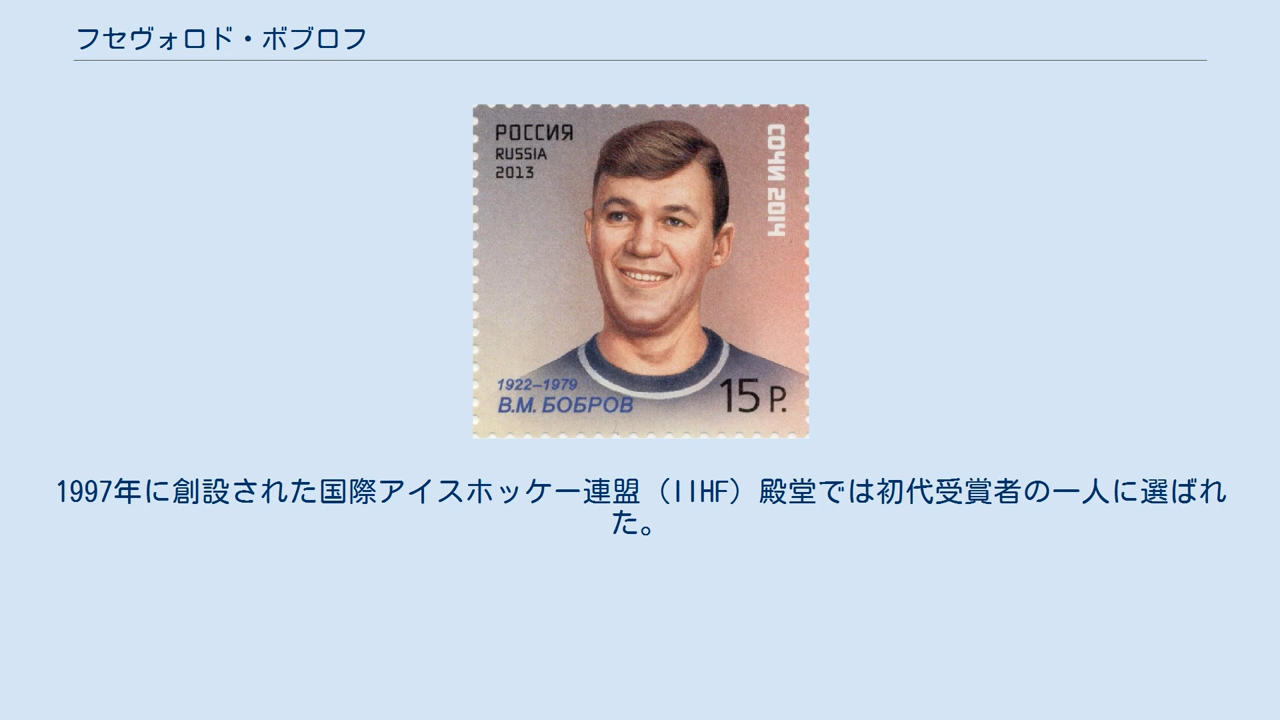 フセヴォロド・ボブロフ
РОССИЯ
RUSSIA
2013
СОЧИ 2014
1922–1979
В.М. БОБРОВ
15 Р.
1997年に創設された国際アイスホッケー連盟（IIHF）殿堂では初代受賞者の一人に選ばれ
た。